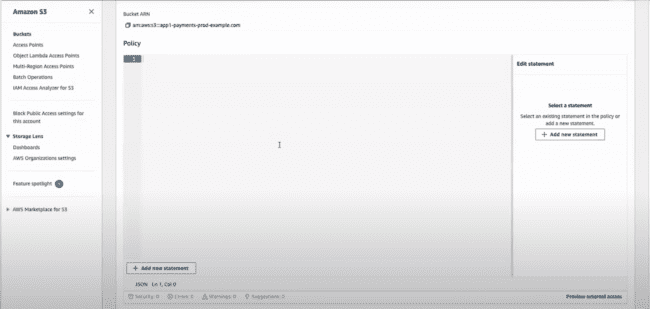 Amazon S3
Buckets
Access Points
Object Lambda Access Points
Multi-Region Access Points
Batch Operations
IAM Access Analyzer for S3
Block Public Access settings for
this account
Storage Lens
Dashboards
AWS Organizations settings
Feature spotlight
AWS Marketplace for S3
Bucket ARN
arn:aws:s3:::app1-payments-prod-example.com
Policy
1
Edit statement
Select a statement
Select an existing statement in the policy or
add a new statement.
+ Add new statement
+ Add new statement
JSON Ln 1, Col 0
Security: 0 Errors: 0 Warnings: 0 Suggestions: 0
Preview external access